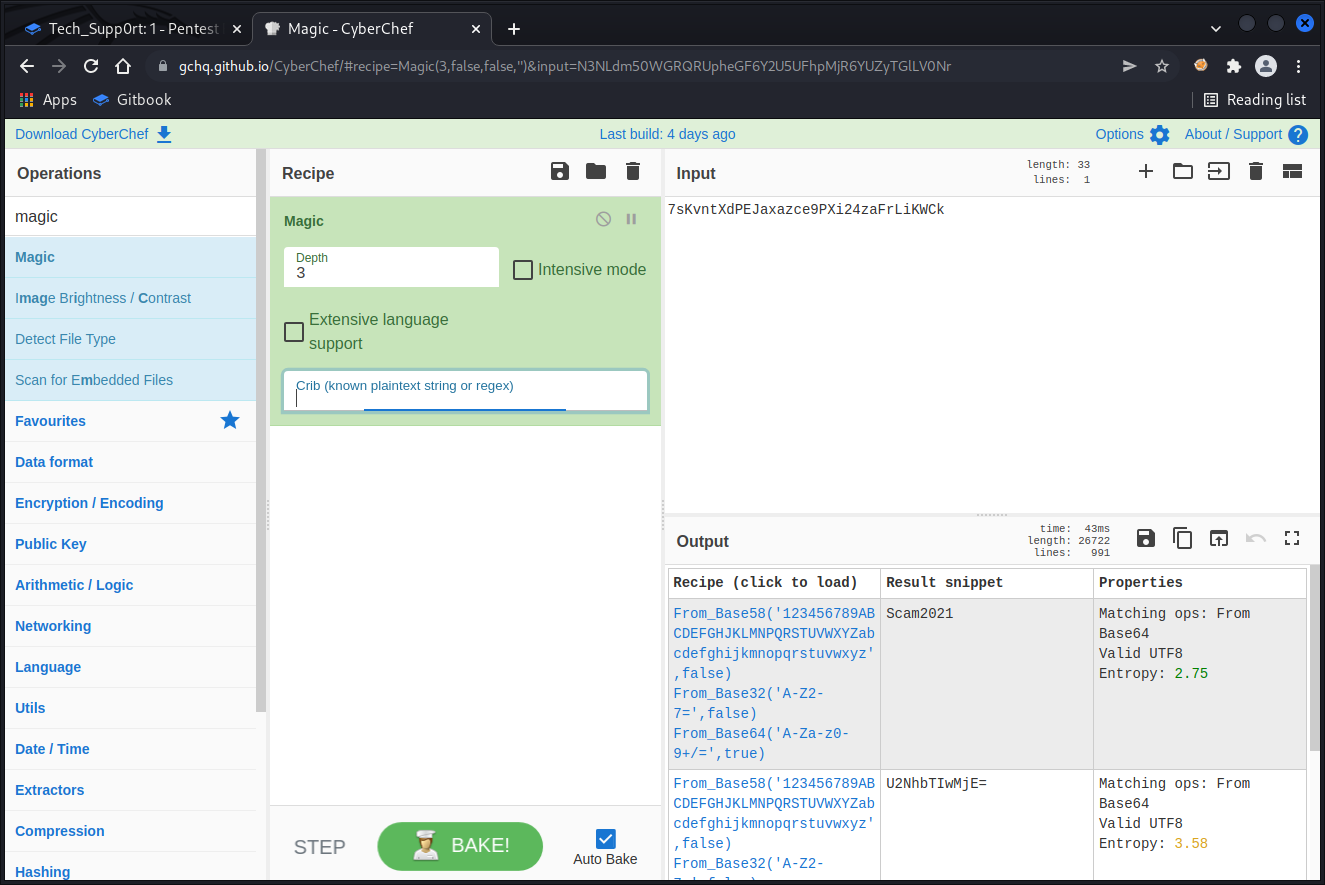 Tech_Supp0rt: 1 - Pentest
Magic - CyberChef
gchq.github.io/CyberChef/#recipe=Magic(3,false,false,'')&input=N3NLdm50WGRQRUpheGF6Y2U5UFhpMjR6YUZyTGlLV0Nr
Apps
Gitbook
Reading list
Download CyberChef
Last build: 4 days ago
Options
About / Support
Operations
magic
Magic
Image Brightness / Contrast
Detect File Type
Scan for Embedded Files
Favourites
Data format
Encryption / Encoding
Public Key
Arithmetic / Logic
Networking
Language
Utils
Date / Time
Extractors
Compression
Hashing
Recipe
Magic
Depth
3
Intensive mode
Extensive language
support
Crib (known plaintext string or regex)
STEP
BAKE!
Auto Bake
Input
length: 33
lines: 1
7sKvntXdPEJaxazce9PXi24zaFrLiKWCk
Output
time: 43ms
length: 26722
lines: 991
Recipe (click to load)
Result snippet
Properties
From_Base58('123456789AB
CDEFGHJKLMNPQRSTUVWXYZab
cdefghijkmnopqrstuvwxyz'
,false)
From_Base32('A-Z2-
7=',false)
From_Base64('A-Za-z0-
9+/=',true)
Scam2021
Matching ops: From
Base64
Valid UTF8
Entropy: 2.75
From_Base58('123456789AB
CDEFGHJKLMNPQRSTUVWXYZab
cdefghijkmnopqrstuvwxyz'
,false)
From_Base32('A-Z2-
U2NhbTIwMjE=
Matching ops: From
Base64
Valid UTF8
Entropy: 3.58